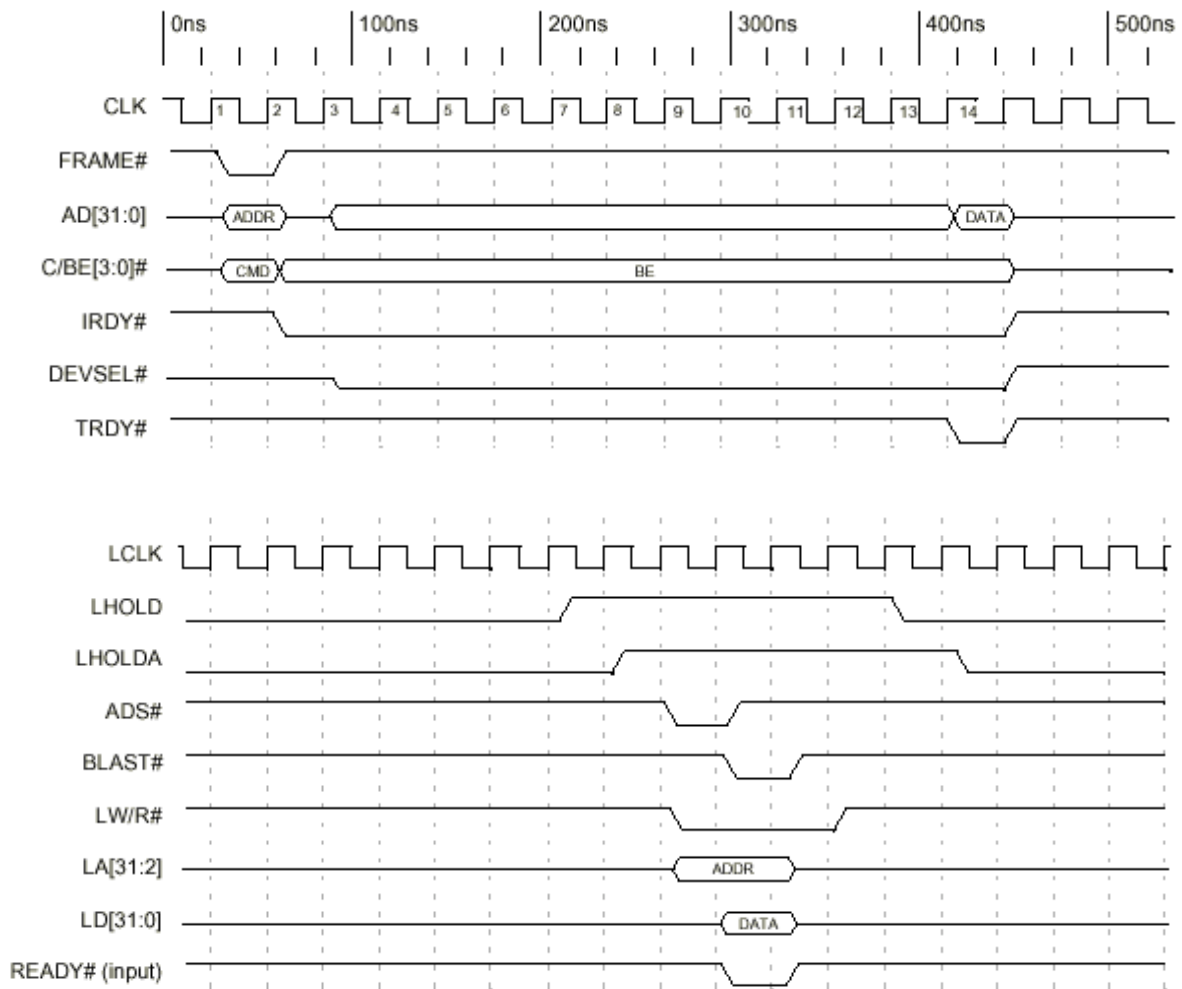 0ns 100ns 200ns 300ns 400ns 500ns
CLK 1 2 3 4 5 6 7 8 9 10 11 12 13 14
FRAME#
AD[31:0] ADDR DATA
C/BE[3:0]# CMD BE
IRDY#
DEVSEL#
TRDY#
LCLK
LHOLD
LHOLDA
ADS#
BLAST#
LW/R#
LA[31:2] ADDR
LD[31:0] DATA
READY# (input)